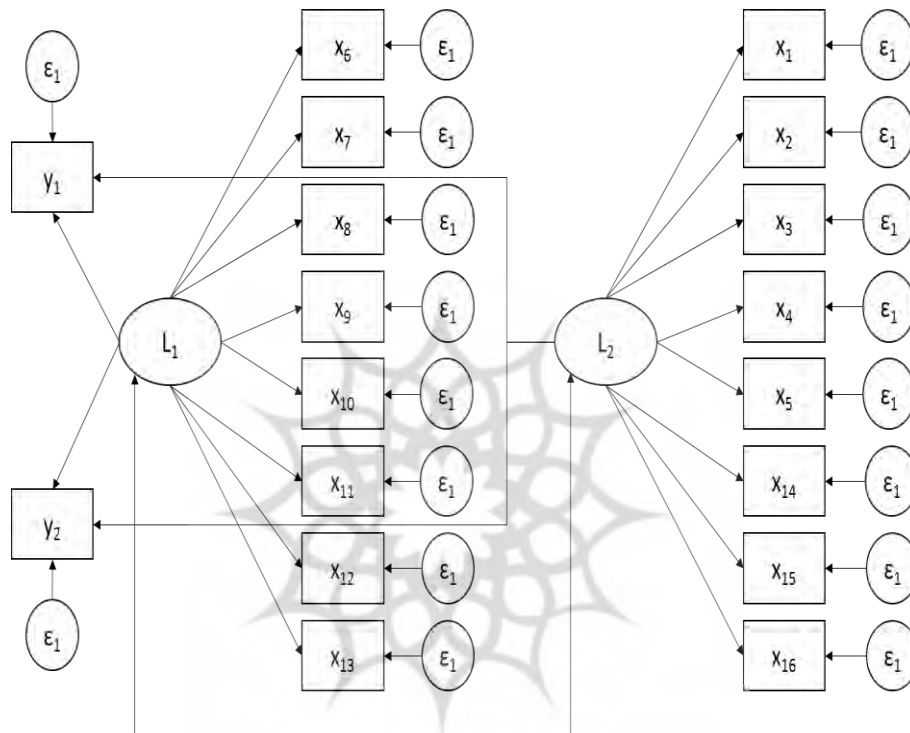 x₆ ε₁ x₁ ε₁
ε₁
x₇ ε₁ x₂ ε₁
y₁
x₈ ε₁ x₃ ε₁
x₉ ε₁ x₄ ε₁
L₁ L₂
x₁₀ ε₁ x₅ ε₁
x₁₁ ε₁ x₁₄ ε₁
y₂
x₁₂ ε₁ x₁₅ ε₁
ε₁
x₁₃ ε₁ x₁₆ ε₁